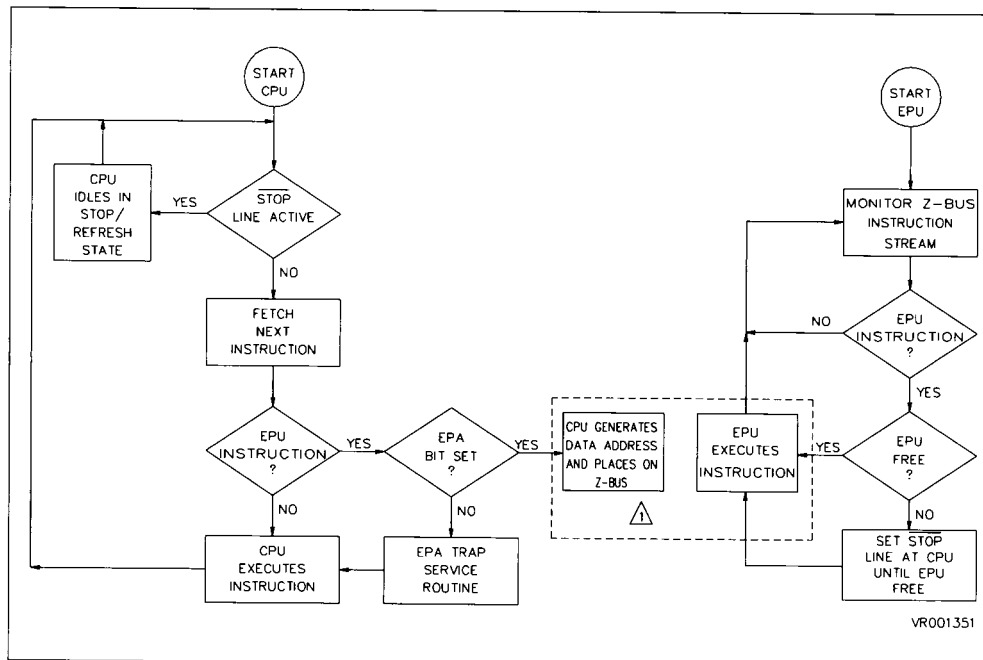 START
CPU
CPU
IDLES IN
STOP/
REFRESH
STATE
YES
STOP
LINE ACTIVE
NO
FETCH
NEXT
INSTRUCTION
EPU
INSTRUCTION
?
YES
NO
EPA
BIT SET
?
YES
NO
CPU
EXECUTES
INSTRUCTION
EPA TRAP
SERVICE
ROUTINE
CPU GENERATES
DATA ADDRESS
AND PLACES ON
Z-BUS
1
EPU
EXECUTES
INSTRUCTION
START
EPU
MONITOR Z-BUS
INSTRUCTION
STREAM
NO
EPU
INSTRUCTION
?
YES
YES
EPU
FREE
?
NO
SET STOP
LINE AT CPU
UNTIL EPU
FREE
VR001351